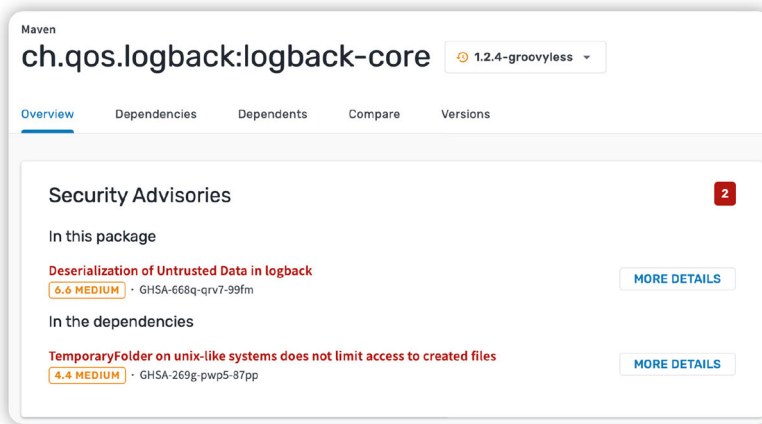 Maven
ch.qos.logback:logback-core 1.2.4-groovyless
Overview Dependencies Dependents Compare Versions
Security Advisories 2
In this package
Deserialization of Untrusted Data in logback
MORE DETAILS
6.6 MEDIUM · GHSA-668q-qrv7-99fm
In the dependencies
TemporaryFolder on unix-like systems does not limit access to created files
MORE DETAILS
4.4 MEDIUM · GHSA-269g-pwp5-87pp